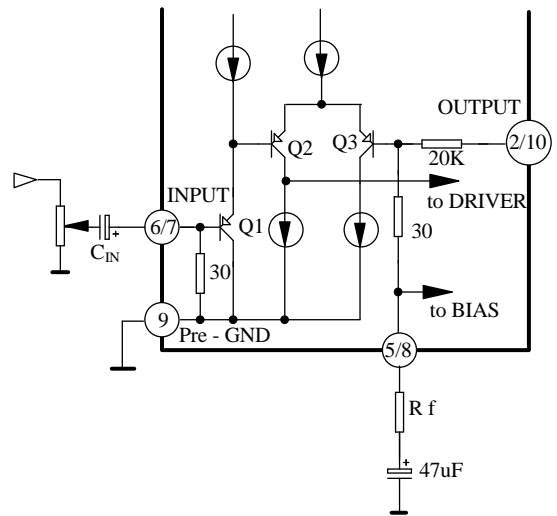 OUTPUT
Q2
Q3
2/10
20K
INPUT
to DRIVER
6/7
Q1
C_IN
+
30
30
9
Pre - GND
to BIAS
5/8
R f
+
47uF